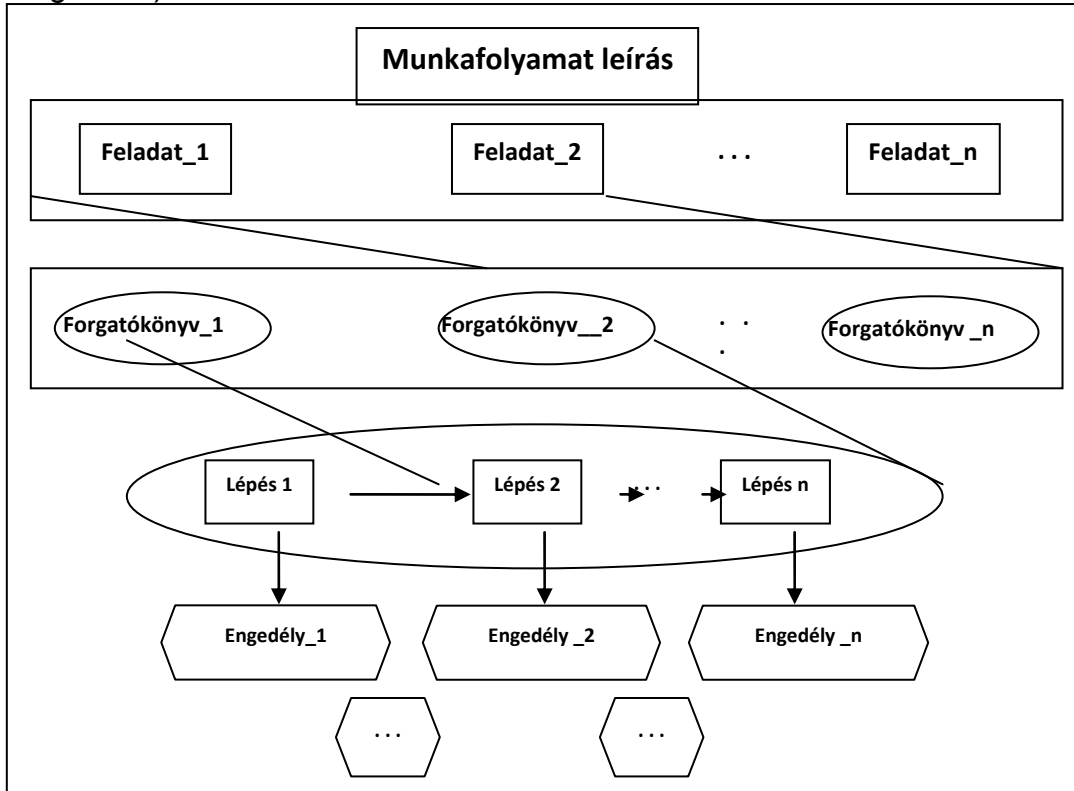 Munkafolyamat leírás
Feladat_1 Feladat_2 . . . Feladat_n
Forgatókönyv_1 Forgatókönyv__2 . . . Forgatókönyv _n
Lépés 1 Lépés 2 . . . Lépés n
Engedély_1 Engedély _2 Engedély _n
. . . . . .